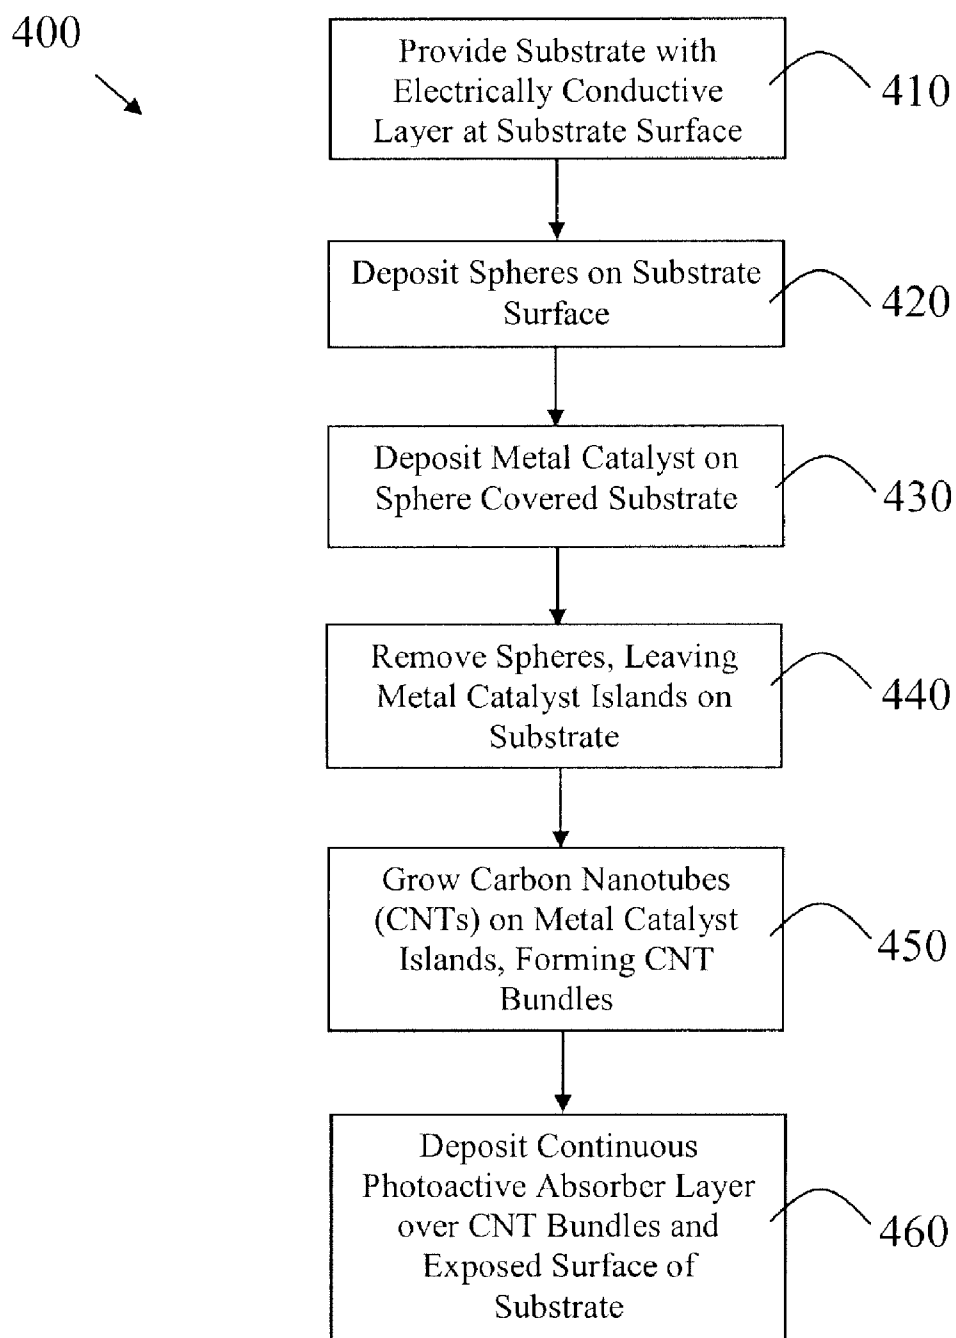 400
Provide Substrate with
Electrically Conductive
Layer at Substrate Surface
410
Deposit Spheres on Substrate
Surface
420
Deposit Metal Catalyst on
Sphere Covered Substrate
430
Remove Spheres, Leaving
Metal Catalyst Islands on
Substrate
440
Grow Carbon Nanotubes
(CNTs) on Metal Catalyst
Islands, Forming CNT
Bundles
450
Deposit Continuous
Photoactive Absorber Layer
over CNT Bundles and
Exposed Surface of
Substrate
460